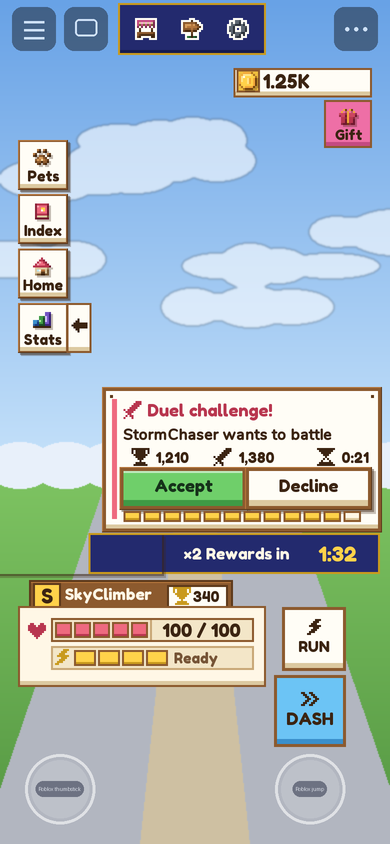 1.25K
Gift
Pets
Index
Home
Stats
Duel challenge!
StormChaser wants to battle
1,210 1,380 0:21
Accept Decline
x2 Rewards in 1:32
S SkyClimber 340
100 / 100
Ready
RUN
DASH
Roblox thumbstick
Roblox jump